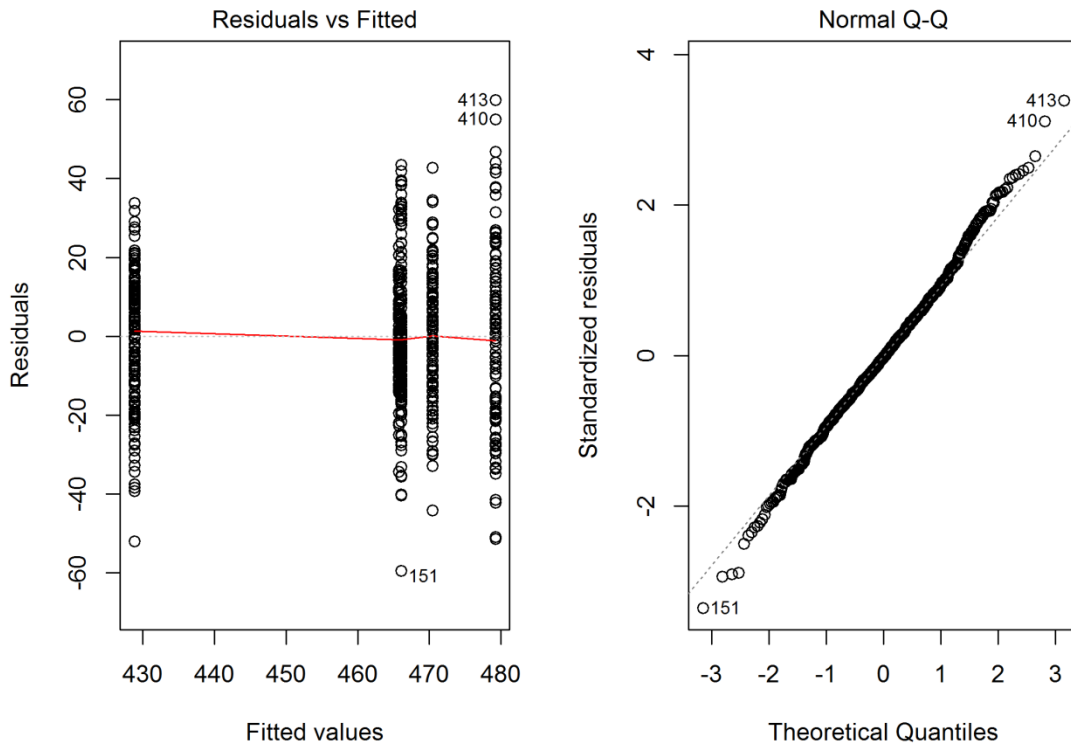 Residuals vs Fitted
60
40
20
0
-20
-40
-60
Residuals
413
410
151
430 440 450 460 470 480
Fitted values
Normal Q-Q
4
2
0
-2
Standardized residuals
413
410
151
-3 -2 -1 0 1 2 3
Theoretical Quantiles